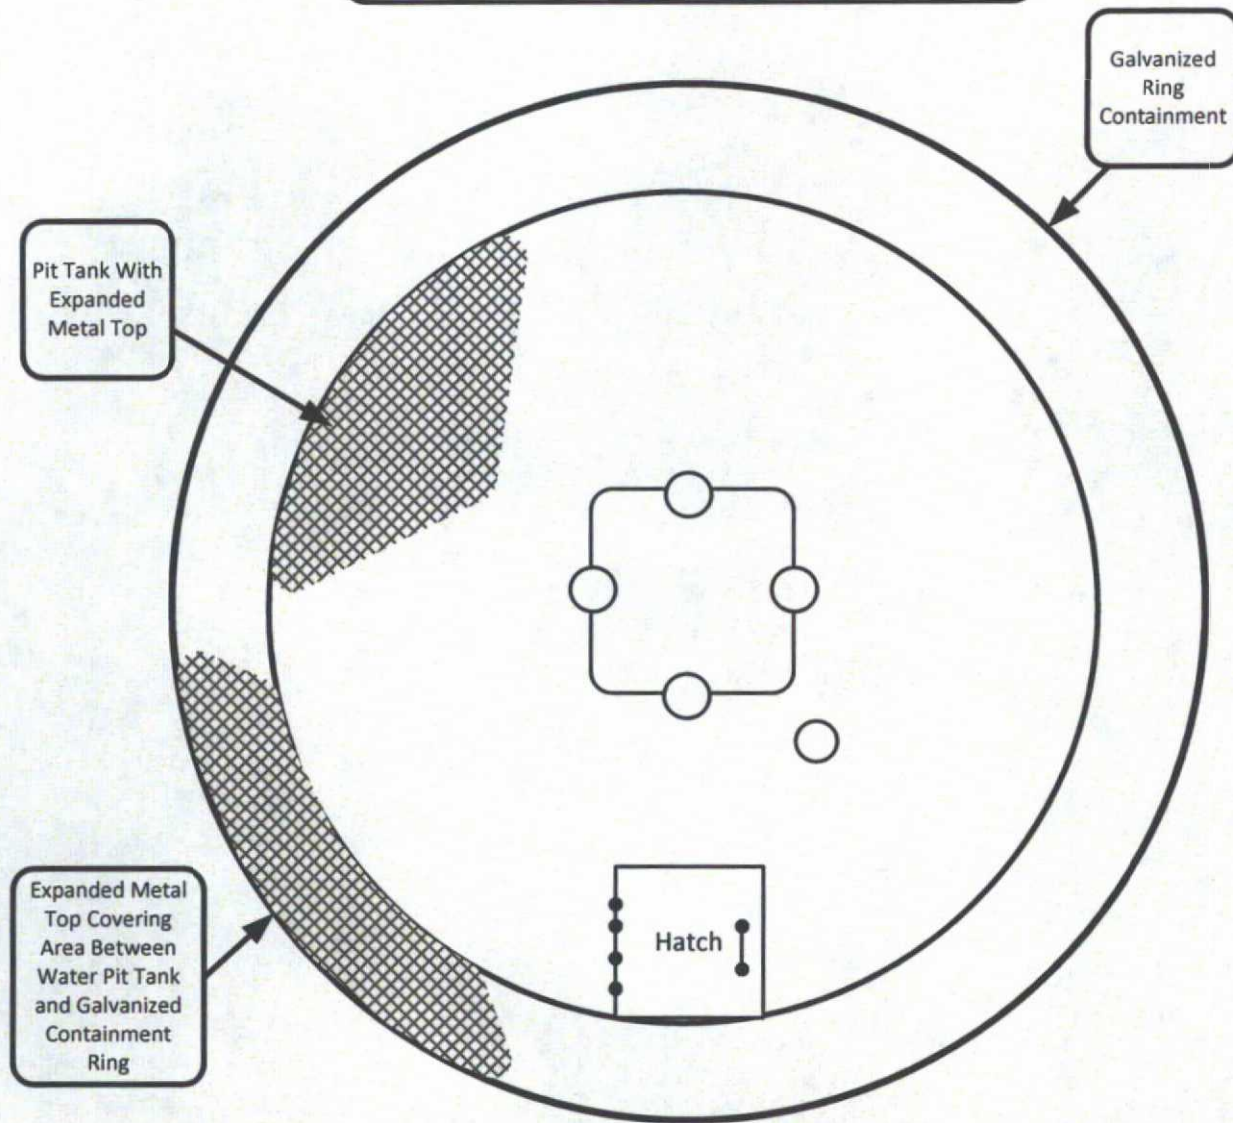 Galvanized
Ring
Containment
Pit Tank With
Expanded
Metal Top
Expanded Metal
Top Covering
Area Between
Water Pit Tank
and Galvanized
Containment
Ring
Hatch